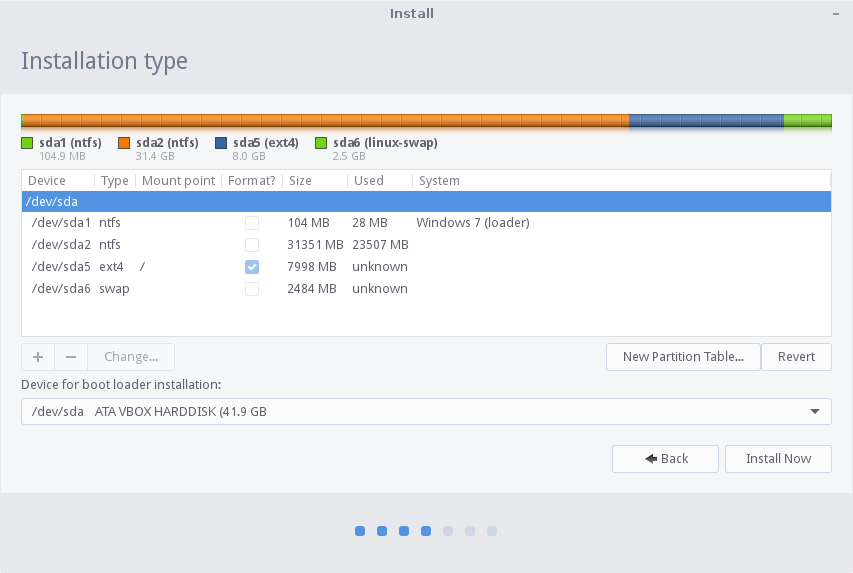 Install
Installation type
sda1 (ntfs) sda2 (ntfs) sda5 (ext4) sda6 (linux-swap)
104.9 MB 31.4 GB 8.0 GB 2.5 GB
Device Type Mount point Format? Size Used System
/dev/sda
/dev/sda1 ntfs 104 MB 28 MB Windows 7 (loader)
/dev/sda2 ntfs 31351 MB 23507 MB
/dev/sda5 ext4 / 7998 MB unknown
/dev/sda6 swap 2484 MB unknown
+ − Change... New Partition Table... Revert
Device for boot loader installation:
/dev/sda ATA VBOX HARDDISK (41.9 GB
Back Install Now